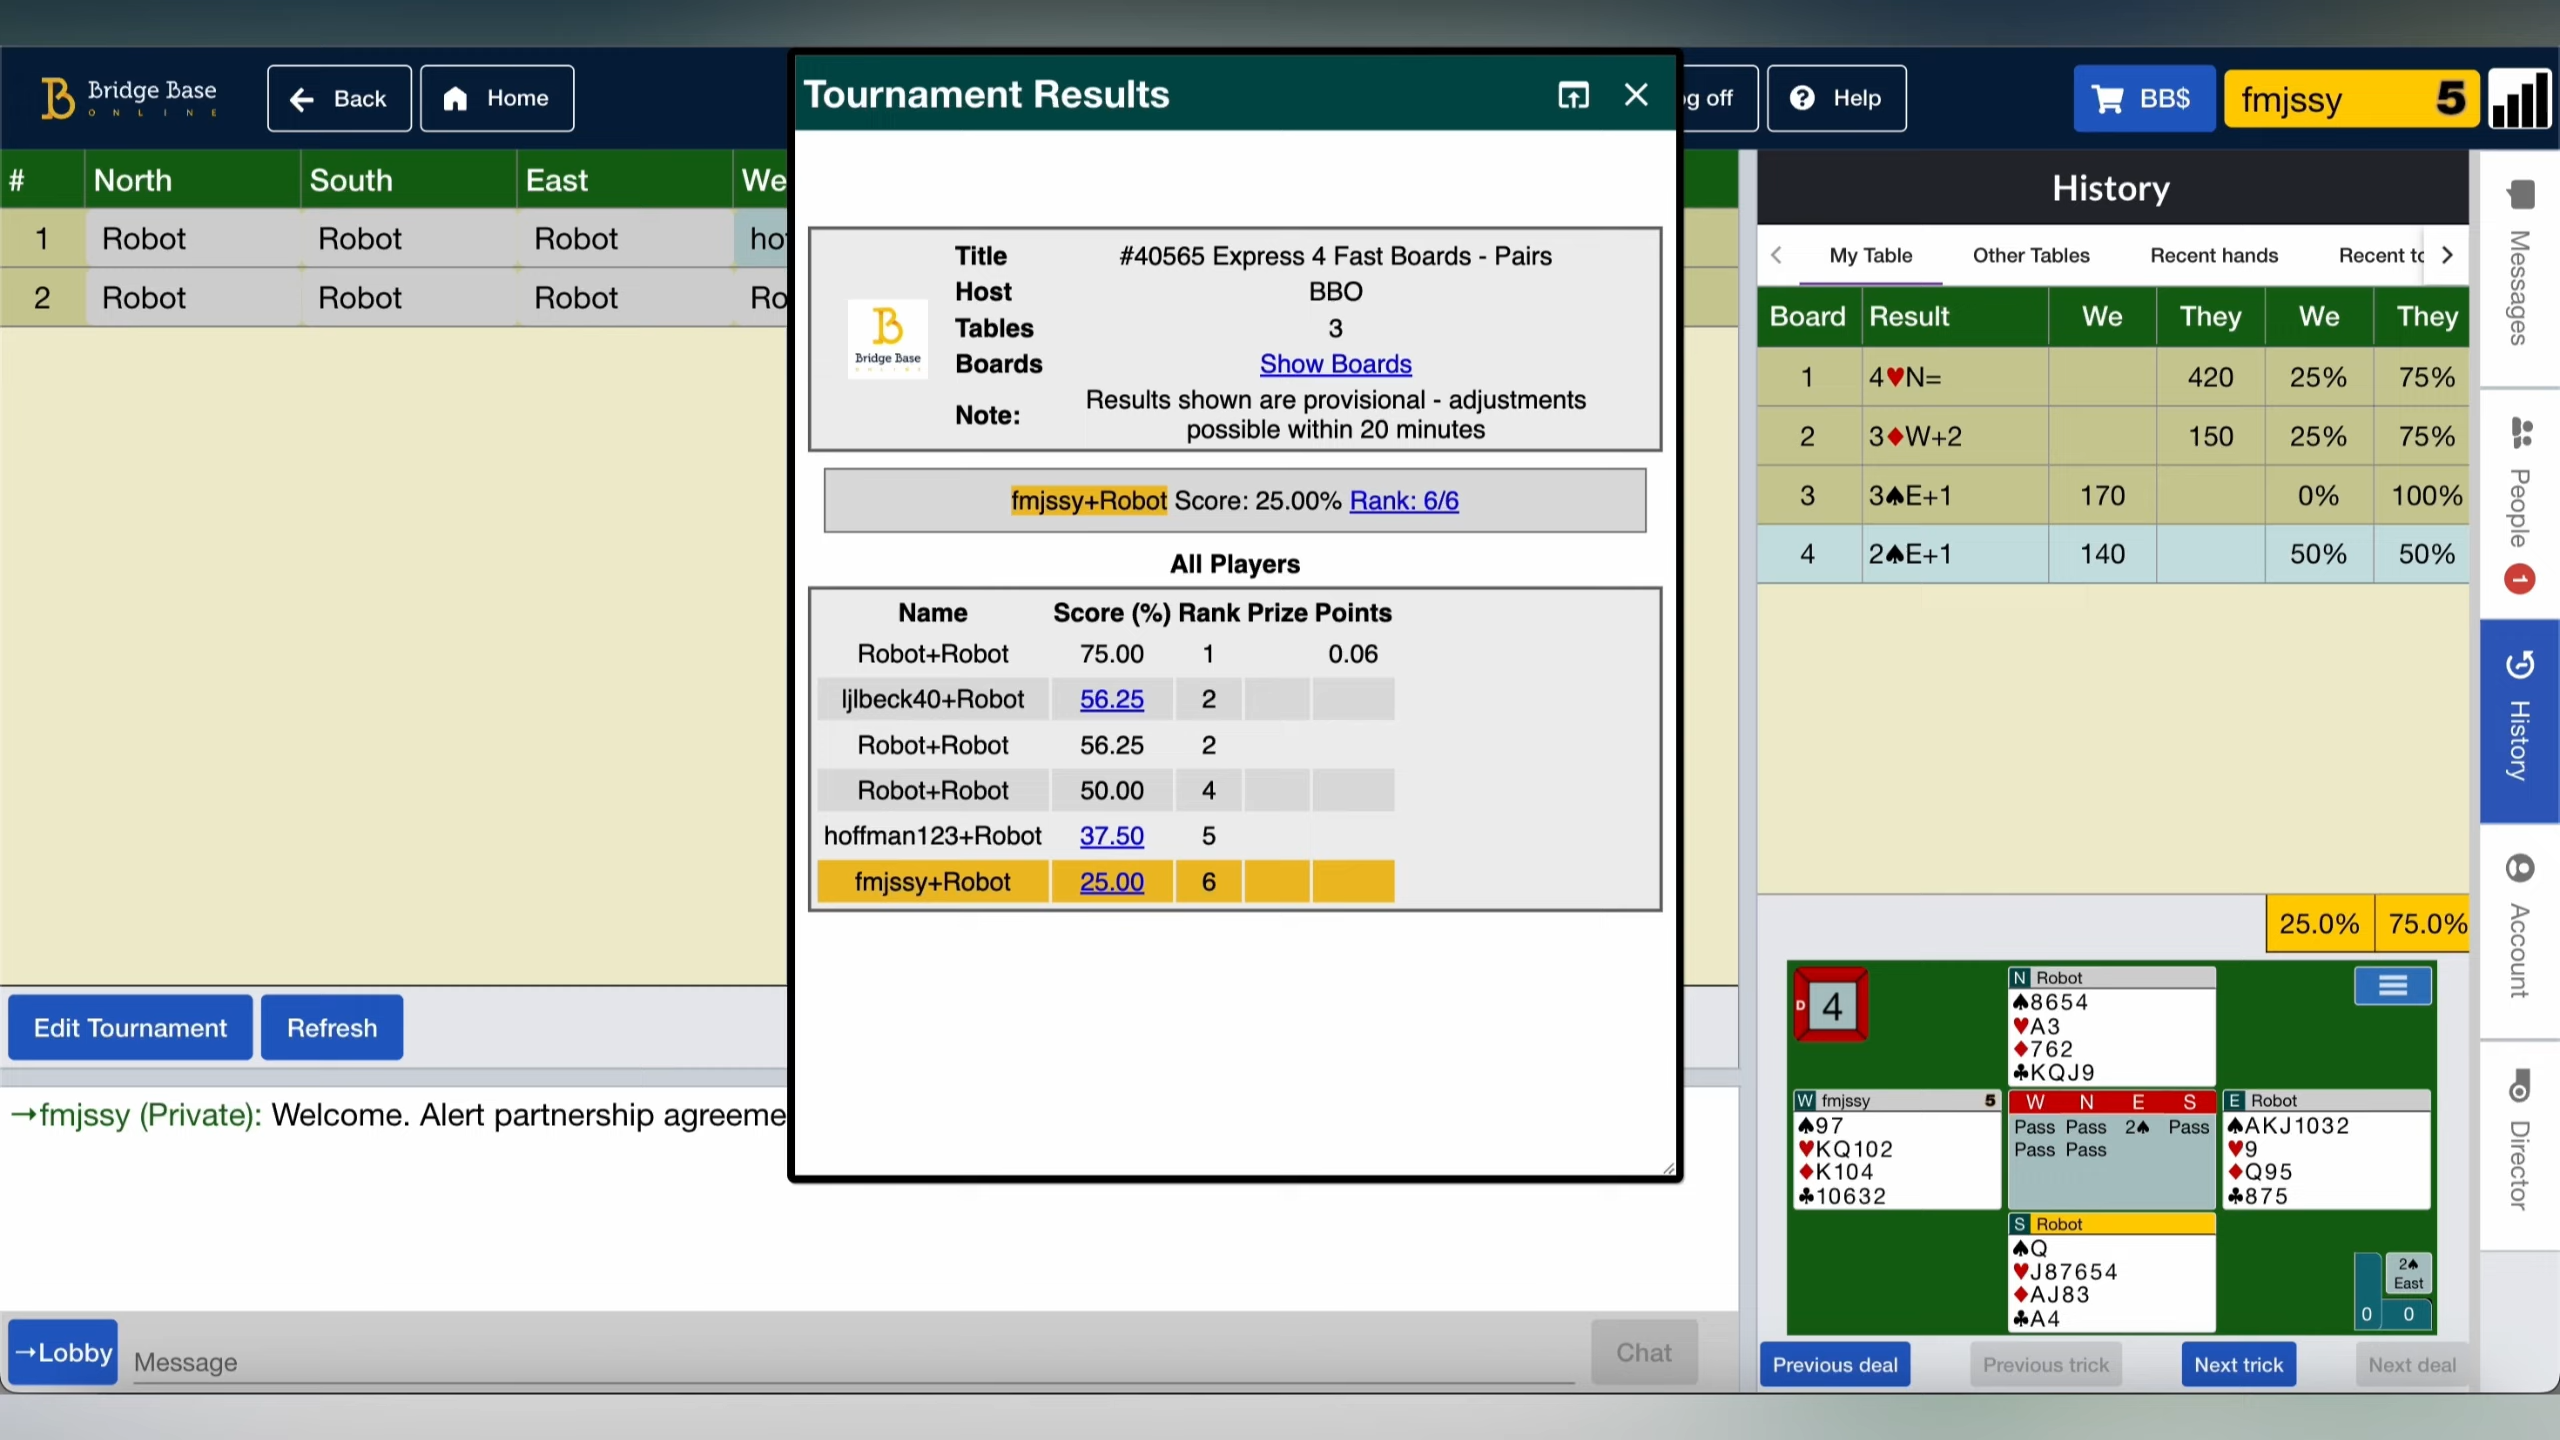 Bridge Base
ONLINE
Back
Home
g off
Help
BB$
fmjssy 5
# North South East We
1 Robot Robot Robot ho
2 Robot Robot Robot Ro
Edit Tournament
Refresh
→fmjssy (Private): Welcome. Alert partnership agreeme
→Lobby
Message
Chat
Tournament Results
Bridge Base
ONLINE
Title #40565 Express 4 Fast Boards - Pairs
Host BBO
Tables 3
Boards Show Boards
Note: Results shown are provisional - adjustments
possible within 20 minutes
fmjssy+Robot Score: 25.00% Rank: 6/6
All Players
Name Score (%) Rank Prize Points
Robot+Robot 75.00 1 0.06
ljlbeck40+Robot 56.25 2
Robot+Robot 56.25 2
Robot+Robot 50.00 4
hoffman123+Robot 37.50 5
fmjssy+Robot 25.00 6
History
My Table Other Tables Recent hands Recent to
Board Result We They We They
1 4♥N= 420 25% 75%
2 3♦W+2 150 25% 75%
3 3♠E+1 170 0% 100%
4 2♠E+1 140 50% 50%
25.0% 75.0%
D 4
N Robot
♠8654
♥A3
♦762
♣KQJ9
W fmjssy 5
♠97
♥KQ102
♦K104
♣10632
W N E S
Pass Pass 2♠ Pass
Pass Pass
E Robot
♠AKJ1032
♥9
♦Q95
♣875
S Robot
♠Q
♥J87654
♦AJ83
♣A4
2♠
East
0 0
Previous deal
Previous trick
Next trick
Next deal
Messages
People 1
History
Account
Director